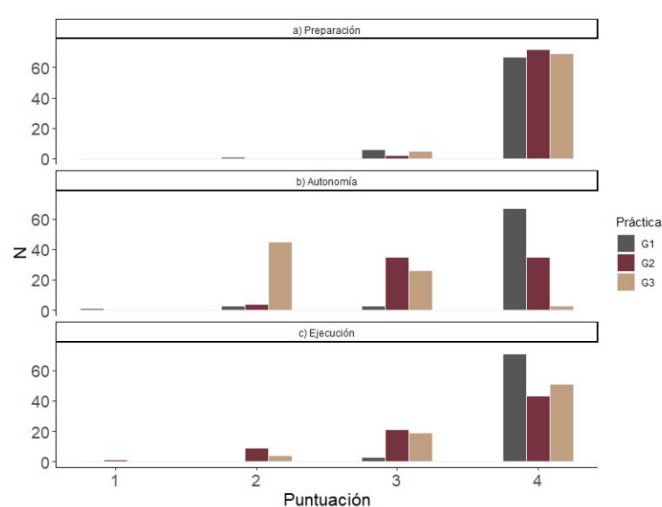 a) Preparación
60
40
20
0
b) Autonomía
60
40
20
0
N
c) Ejecución
60
40
20
0
1 2 3 4
Puntuación
Práctica
G1
G2
G3